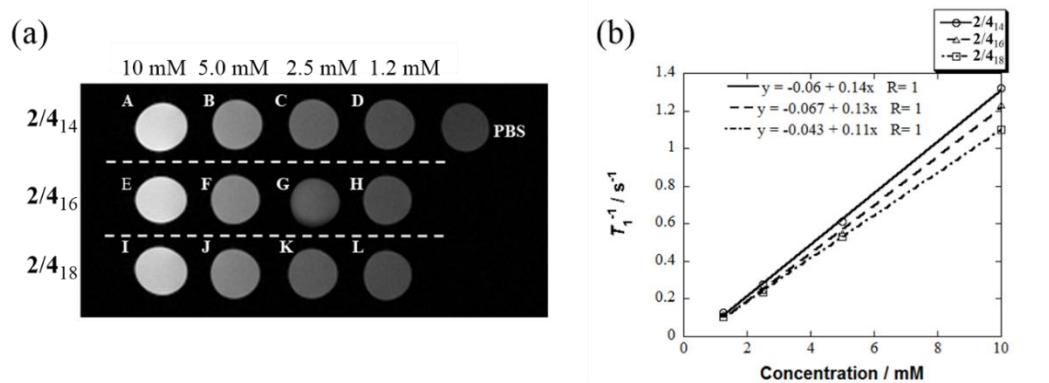 (a)
10 mM 5.0 mM 2.5 mM 1.2 mM
2/4₁₄ A B C D PBS
2/4₁₆ E F G H
2/4₁₈ I J K L
(b)
2/4₁₄
2/4₁₆
2/4₁₈
y = -0.06 + 0.14x R= 1
y = -0.067 + 0.13x R= 1
y = -0.043 + 0.11x R= 1
1.4
1.2
1
0.8
0.6
0.4
0.2
0
T₁⁻¹ / s⁻¹
0 2 4 6 8 10
Concentration / mM